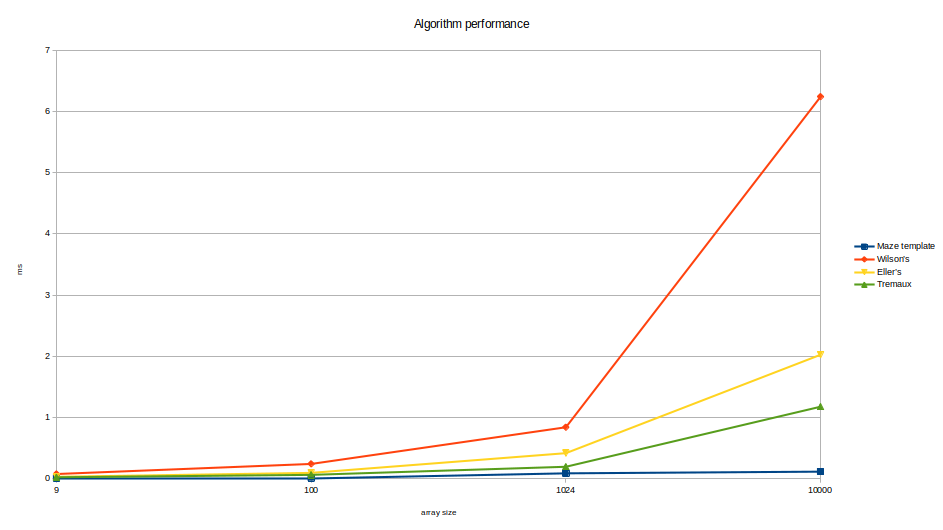 Algorithm performance
7
6
5
4
3
2
1
0
ms
9 100 1024 10000
array size
Maze template
Wilson's
Eller's
Tremaux